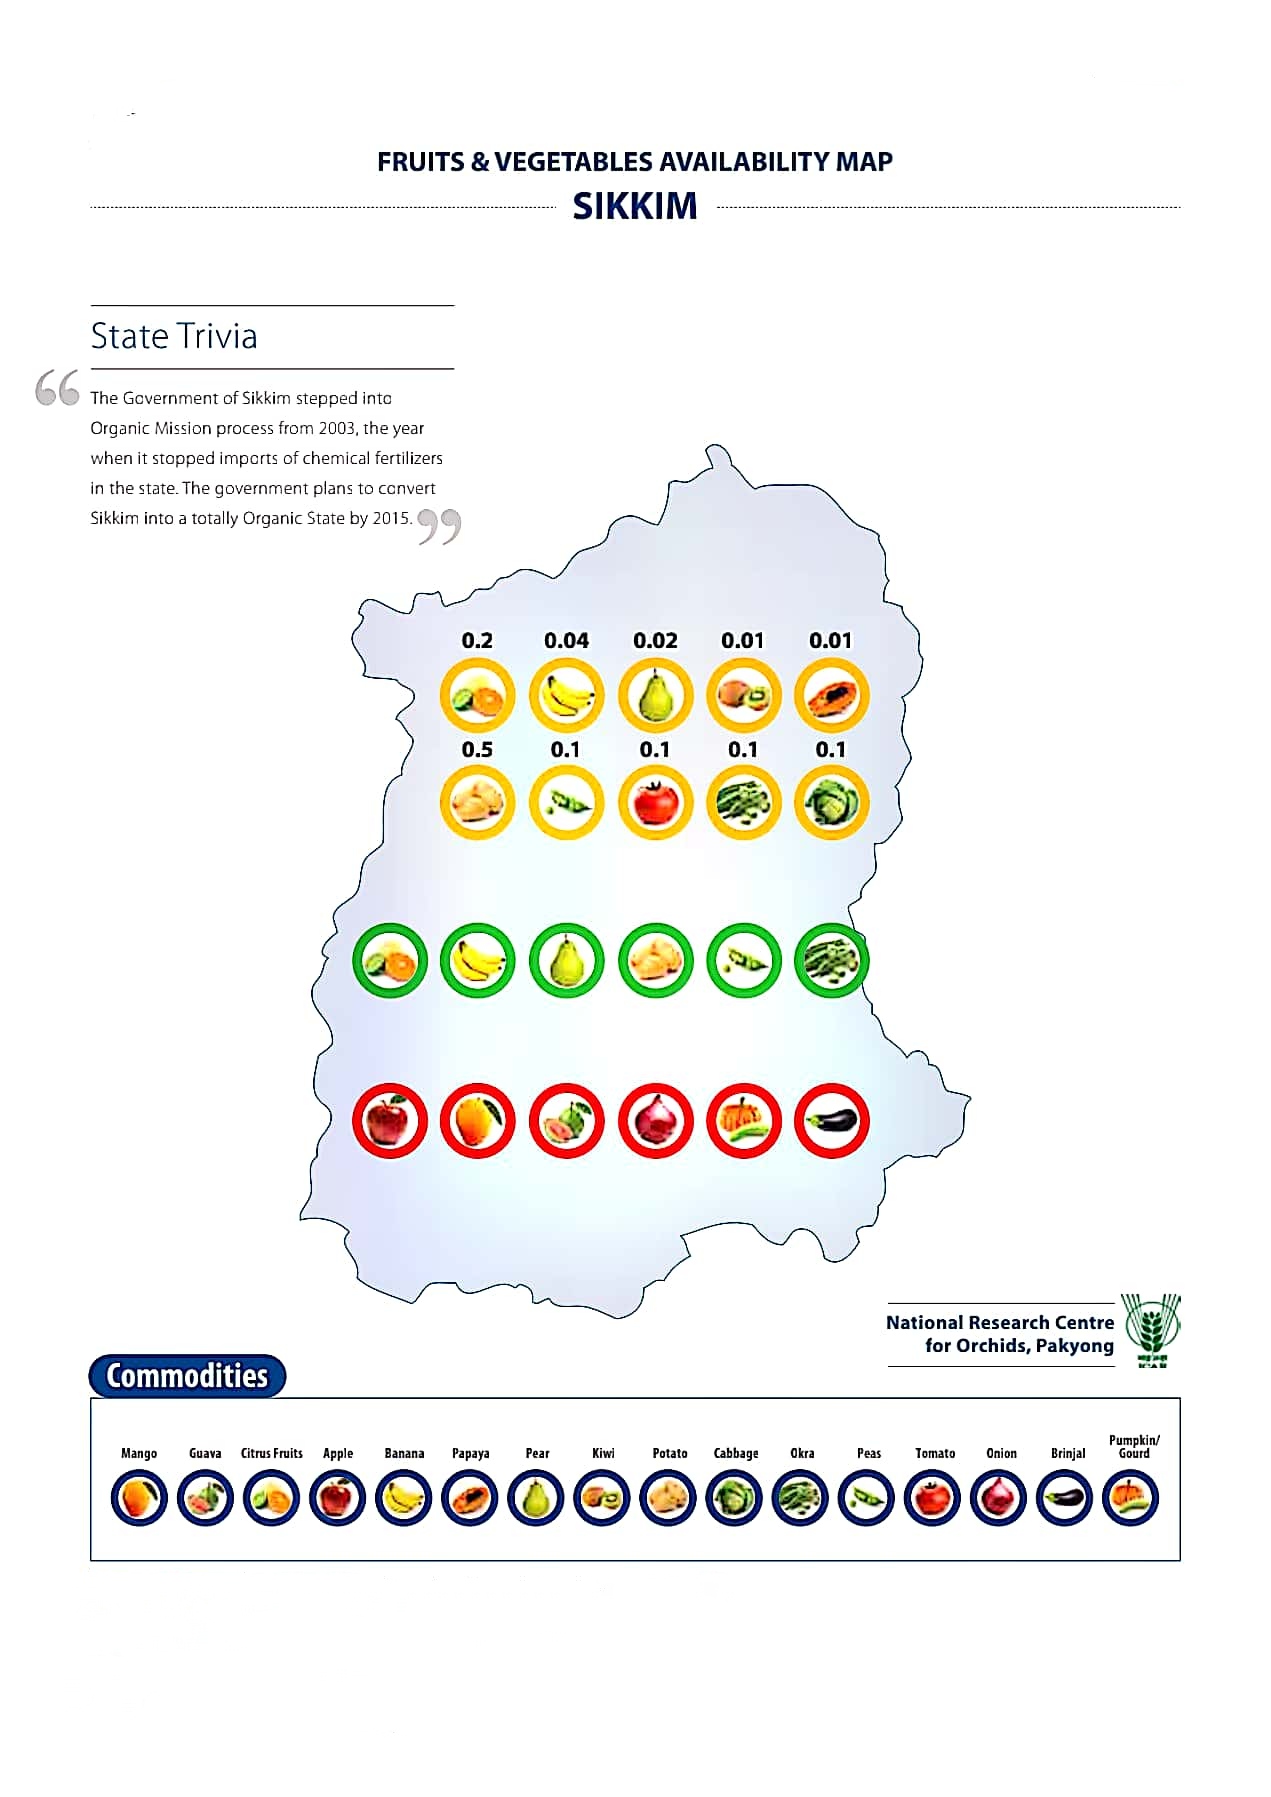 FRUITS & VEGETABLES AVAILABILITY MAP
SIKKIM
State Trivia
“The Government of Sikkim stepped into
Organic Mission process from 2003, the year
when it stopped imports of chemical fertilizers
in the state. The government plans to convert
Sikkim into a totally Organic State by 2015.”
0.2 0.04 0.02 0.01 0.01
0.5 0.1 0.1 0.1 0.1
National Research Centre
for Orchids, Pakyong
ICAR
Commodities
Mango Guava Citrus Fruits Apple Banana Papaya Pear Kiwi Potato Cabbage Okra Peas Tomato Onion Brinjal Pumpkin/
Gourd